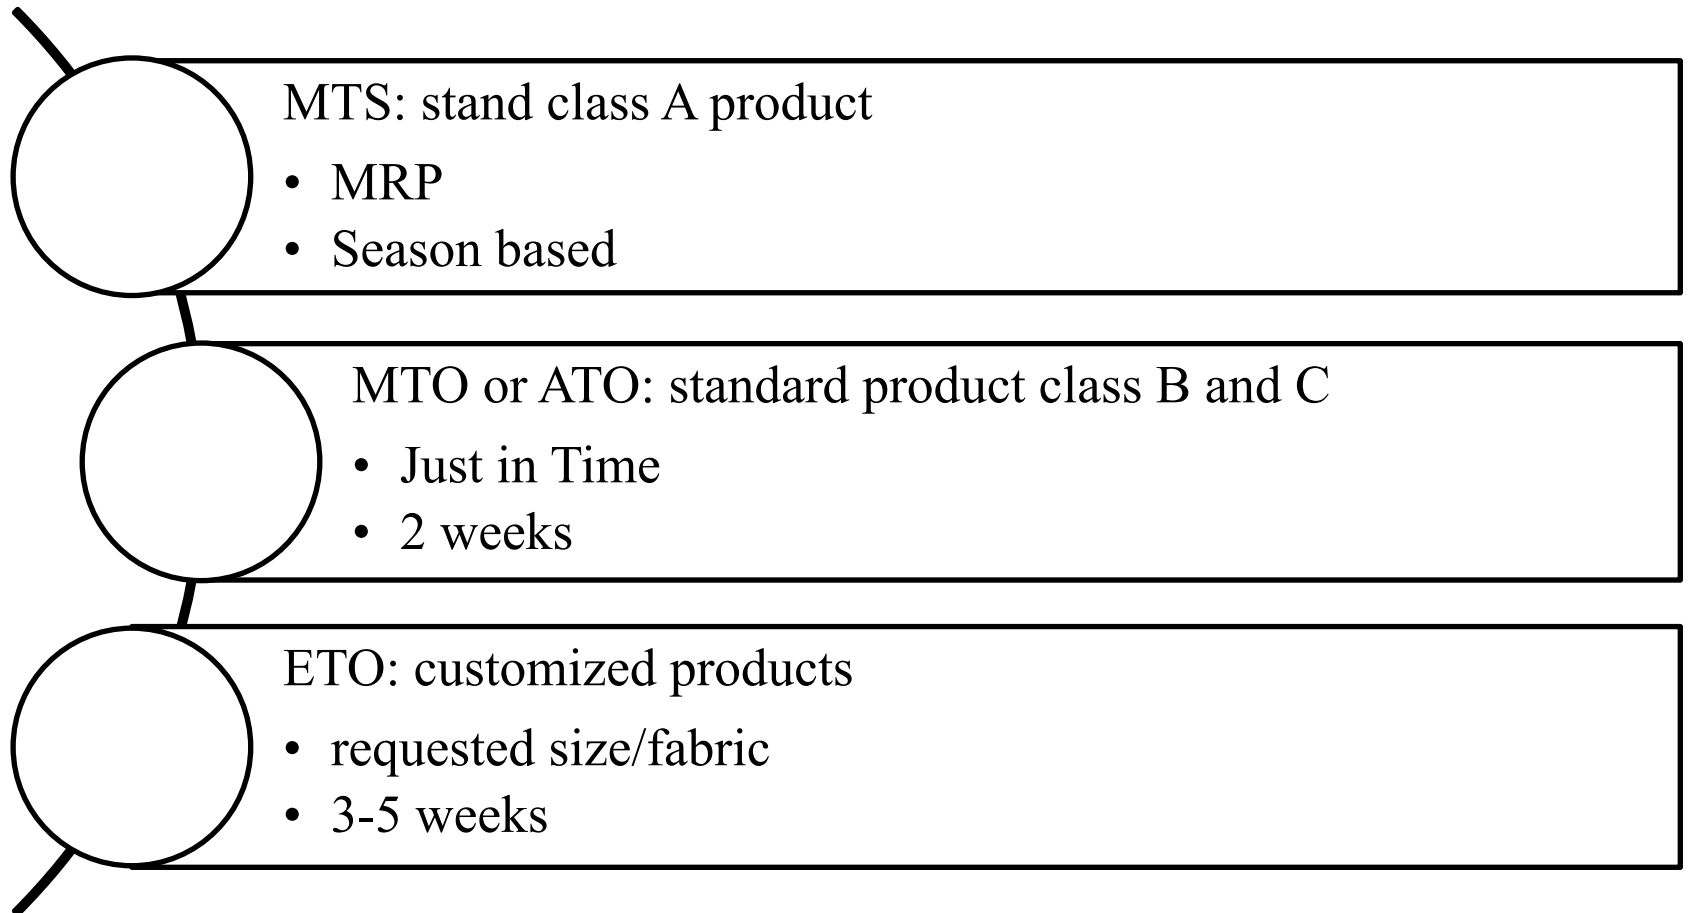 MTS: stand class A product
• MRP
• Season based
MTO or ATO: standard product class B and C
• Just in Time
• 2 weeks
ETO: customized products
• requested size/fabric
• 3-5 weeks